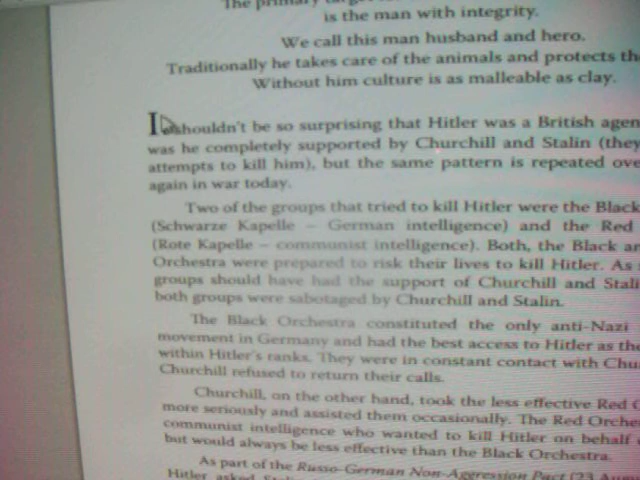 The primary target
is the man with integrity.
We call this man husband and hero.
Traditionally he takes care of the animals and protects th
Without him culture is as malleable as clay.
I shouldn't be so surprising that Hitler was a British agen
was he completely supported by Churchill and Stalin (they
attempts to kill him), but the same pattern is repeated ove
again in war today.
Two of the groups that tried to kill Hitler were the Black
(Schwarze Kapelle – German intelligence) and the Red
(Rote Kapelle – communist intelligence). Both, the Black an
Orchestra were prepared to risk their lives to kill Hitler. As
groups should have had the support of Churchill and Stali
both groups were sabotaged by Churchill and Stalin.
The Black Orchestra constituted the only anti-Nazi
movement in Germany and had the best access to Hitler as the
within Hitler's ranks. They were in constant contact with Chu
Churchill refused to return their calls.
Churchill, on the other hand, took the less effective Red O
more seriously and assisted them occasionally. The Red Orche
communist intelligence who wanted to kill Hitler on behalf
but would always be less effective than the Black Orchestra.
As part of the Russo-German Non-Aggression Pact (23 Augu
Hitler asked Stali